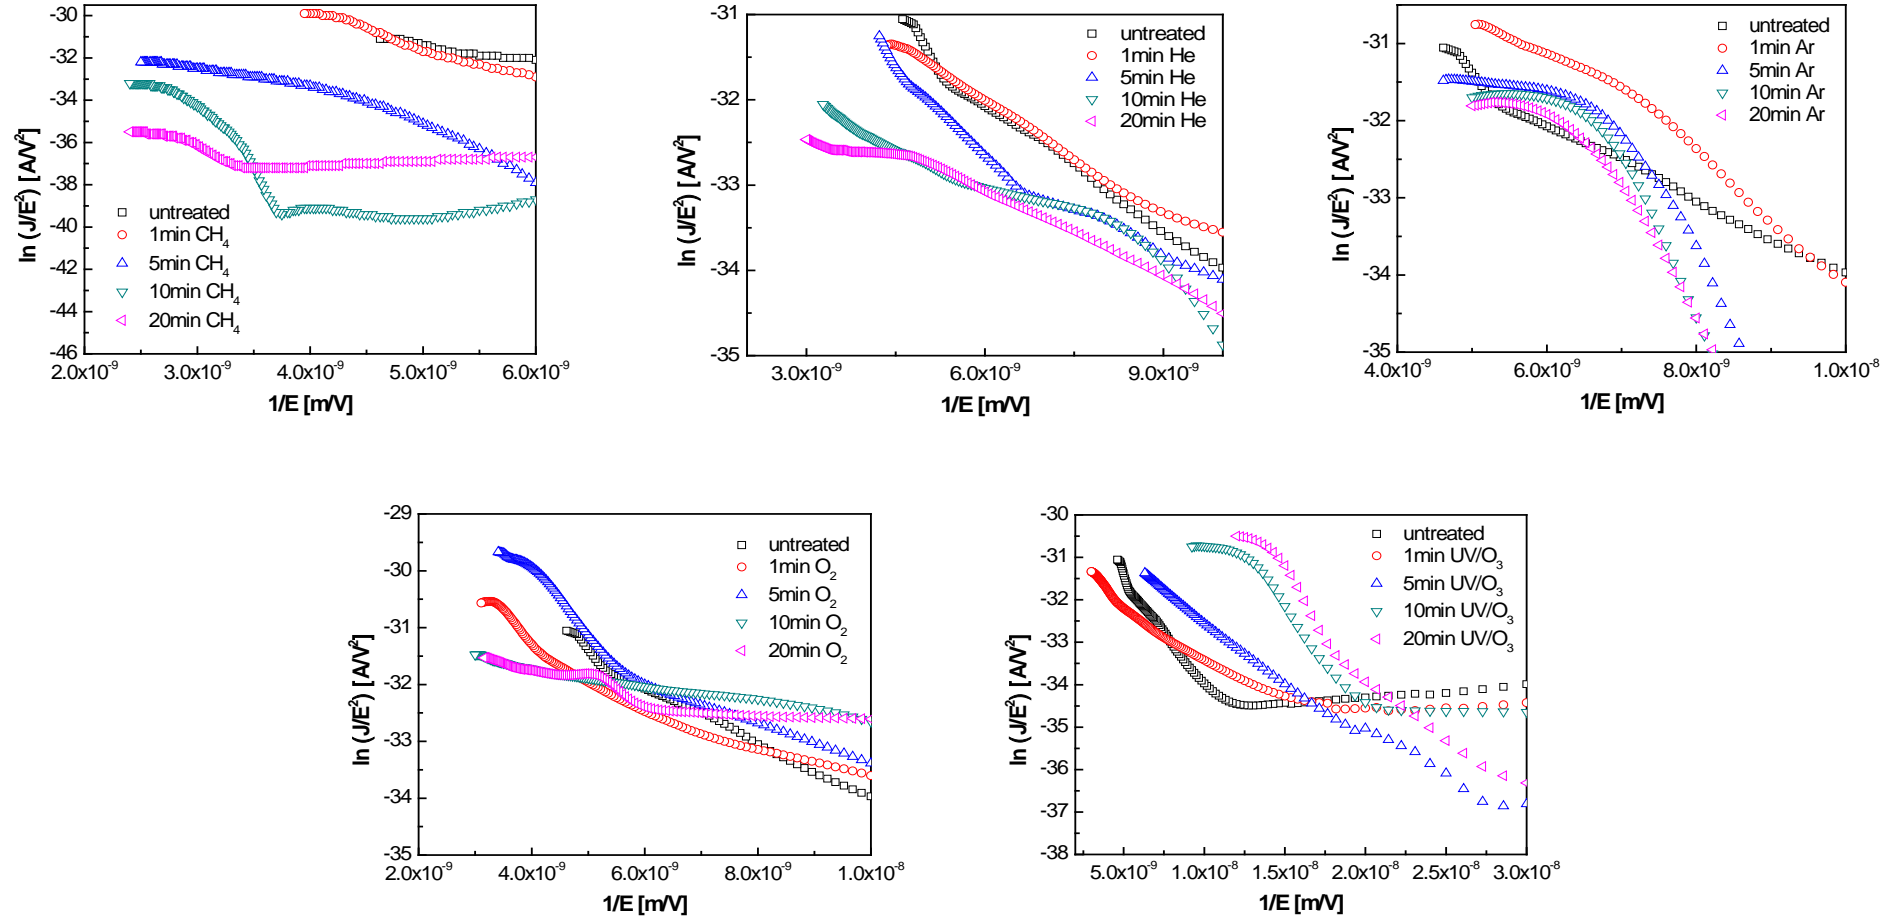 -30
-32
-33
-35
-37
-38
-40
-42
-44
-46
ln (J/E²) [A/V²]
untreated
1min CH₄
5min CH₄
10min CH₄
20min CH₄
2.0x10⁻⁹ 3.0x10⁻⁹ 4.0x10⁻⁹ 5.0x10⁻⁹ 6.0x10⁻⁹
1/E [m/V]
-31
-32
-33
-34
-35
ln (J/E²) [A/V²]
untreated
1min He
5min He
10min He
20min He
3.0x10⁻⁹ 6.0x10⁻⁹ 9.0x10⁻⁹
1/E [m/V]
-31
-32
-33
-34
-35
ln (J/E²) [A/V²]
untreated
1min Ar
5min Ar
10min Ar
20min Ar
4.0x10⁻⁹ 6.0x10⁻⁹ 8.0x10⁻⁹ 1.0x10⁻⁸
1/E [m/V]
-29
-30
-31
-32
-33
-34
-35
ln (J/E²) [A/V²]
untreated
1min O₂
5min O₂
10min O₂
20min O₂
2.0x10⁻⁹ 4.0x10⁻⁹ 6.0x10⁻⁹ 8.0x10⁻⁹ 1.0x10⁻⁸
1/E [m/V]
-30
-31
-32
-33
-34
-35
-36
-37
-38
ln (J/E²) [A/V²]
untreated
1min UV/O₃
5min UV/O₃
10min UV/O₃
20min UV/O₃
5.0x10⁻⁹ 1.0x10⁻⁸ 1.5x10⁻⁸ 2.0x10⁻⁸ 2.5x10⁻⁸ 3.0x10⁻⁸
1/E [m/V]